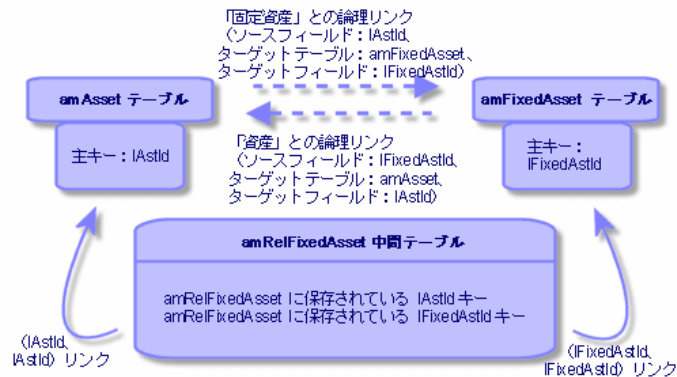 「固定資産」との論理リンク
(ソースフィールド：lAstId、
ターゲットテーブル：amFixedAsset、
ターゲットフィールド：lFixedAstId)
amAsset テーブル
amFixedAsset テーブル
主キー：lAstId
主キー：
lFixedAstId
「資産」との論理リンク
(ソースフィールド：lFixedAstId、
ターゲットテーブル：amAsset、
ターゲットフィールド：lAstId)
amRelFixedAsset 中間テーブル
amRelFixedAsset に保存されている lAstId キー
amRelFixedAsset に保存されている lFixedAstId キー
(lAstId、
lAstId) リンク
(lFixedAstId、
lFixedAstId) リンク